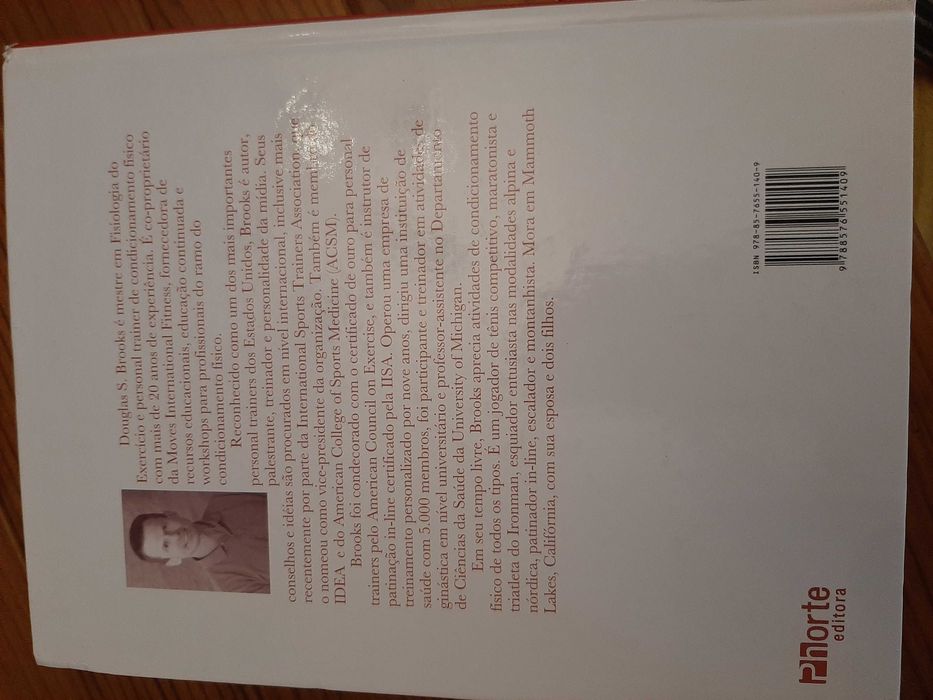 Douglas S. Brooks é mestre em Fisiologia do
Exercício e personal trainer de condicionamento físico
com mais de 20 anos de experiência. É co-proprietário
da Moves International Fitness, fornecedora de
recursos educacionais, educação continuada e
workshops para profissionais do ramo do
condicionamento físico.
Reconhecido como um dos mais importantes
personal trainers dos Estados Unidos, Brooks é autor,
palestrante, treinador e personalidade da mídia. Seus
conselhos e idéias são procurados em nível internacional, inclusive mais
recentemente por parte da International Sports Trainers Association, que
o nomeou como vice-presidente da organização. Também é membro do
IDEA e do American College of Sports Medicine (ACSM).
Brooks foi condecorado com o certificado de ouro para personal
trainers pelo American Council on Exercise, e também é instrutor de
patinação in-line certificado pela IISA. Operou uma empresa de
treinamento personalizado por nove anos, dirigiu uma instituição de
saúde com 5.000 membros, foi participante e treinador em atividades de
ginástica em nível universitário e professor-assistente no Departamento
de Ciências da Saúde da University of Michigan.
Em seu tempo livre, Brooks aprecia atividades de condicionamento
físico de todos os tipos. É um jogador de tênis competitivo, maratonista e
triatleta do Ironman, esquiador entusiasta nas modalidades alpina e
nórdica, patinador in-line, escalador e montanhista. Mora em Mammoth
Lakes, Califórnia, com sua esposa e dois filhos.
ISBN 978-85-7655-140-9
9 788576 551409
Phorte
editora